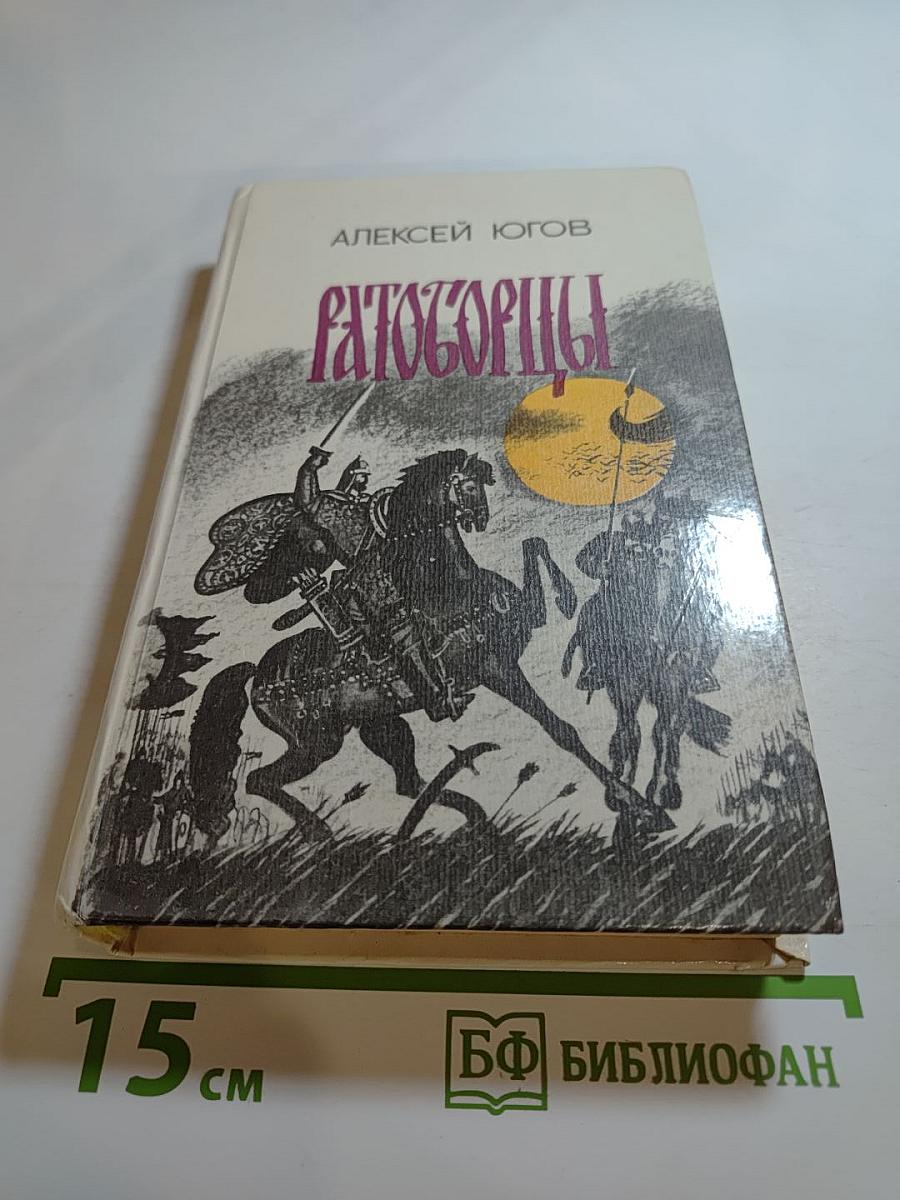 АЛЕКСЕЙ ЮГОВ
РАТОБОРЦЫ
15 см
БФ БИБЛИОФАН